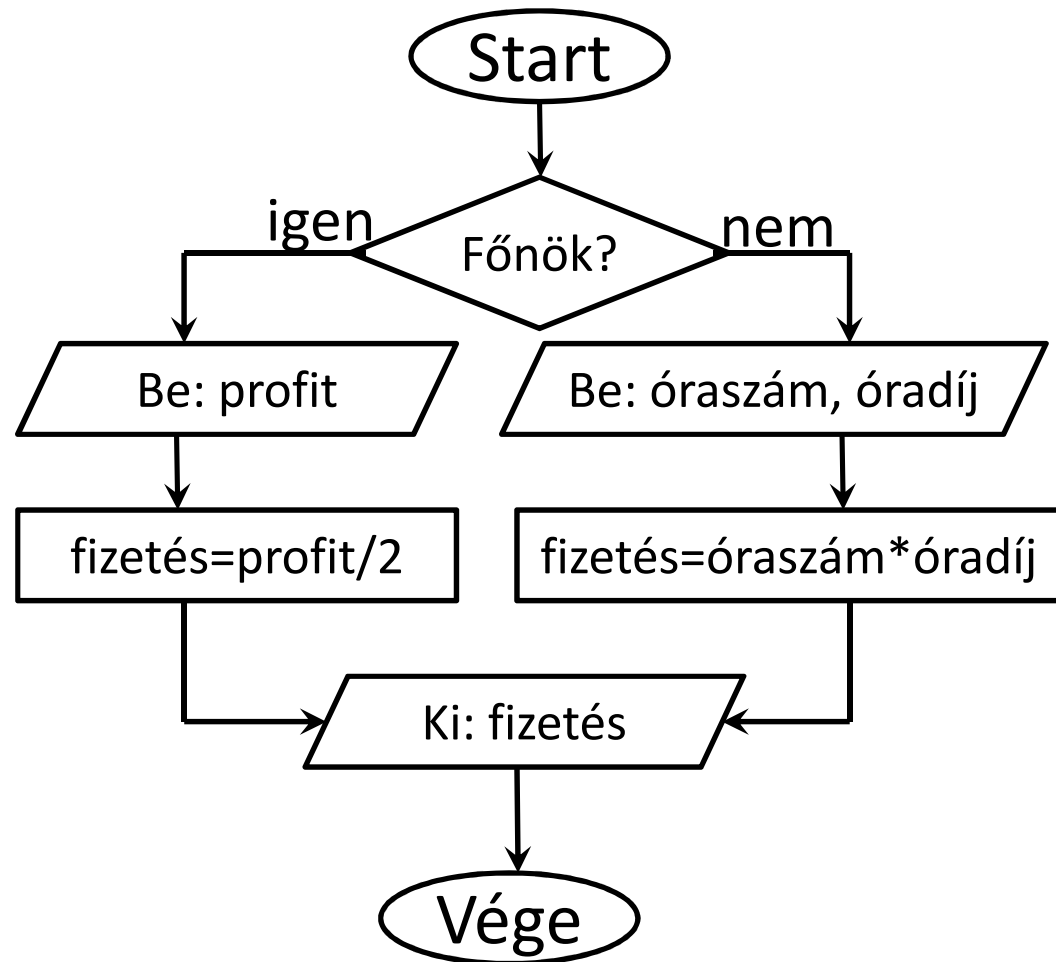 Start
igen
Főnök?
nem
Be: profit
Be: óraszám, óradíj
fizetés=profit/2
fizetés=óraszám*óradíj
Ki: fizetés
Vége